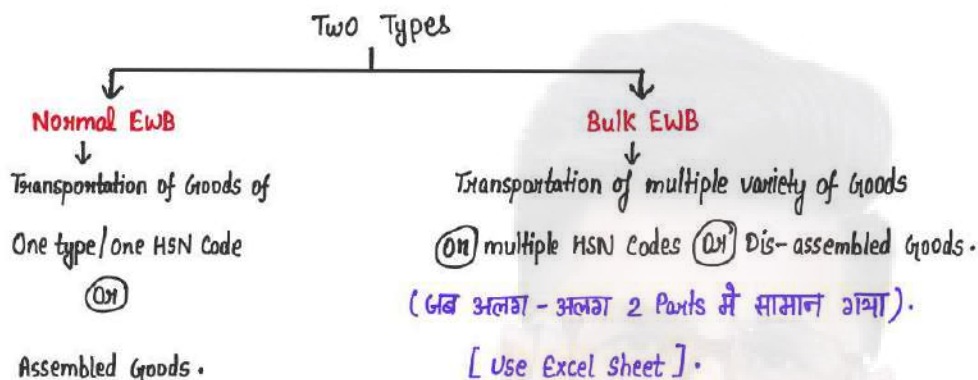 Two Types
Normal EWB
Transportation of Goods of
One type/one HSN Code
Or
Assembled Goods.
Bulk EWB
Transportation of multiple variety of Goods
Or multiple HSN Codes Or Dis-assembled Goods.
(जब अलग-अलग 2 Parts में सामान गया).
[Use Excel Sheet].